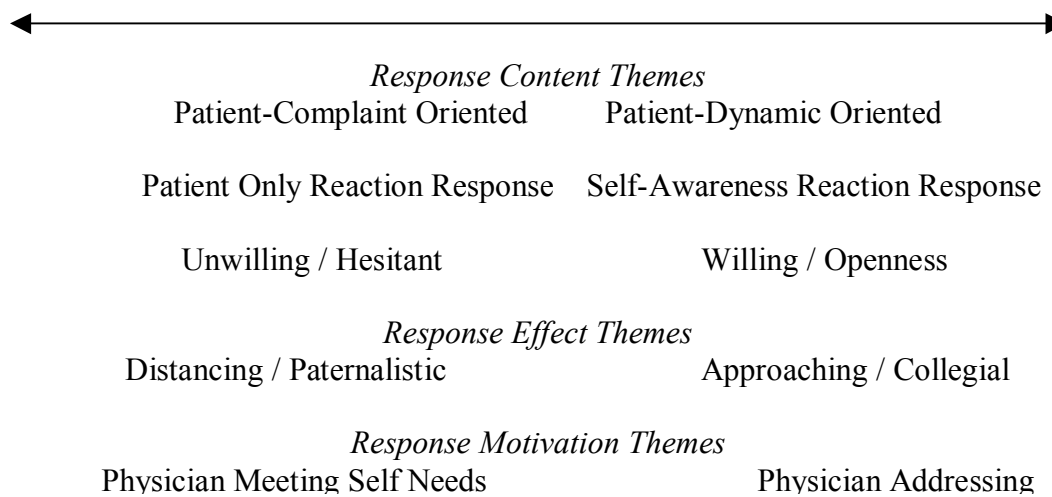 Response Content Themes
Patient-Complaint Oriented Patient-Dynamic Oriented
Patient Only Reaction Response Self-Awareness Reaction Response
Unwilling / Hesitant Willing / Openness
Response Effect Themes
Distancing / Paternalistic Approaching / Collegial
Response Motivation Themes
Physician Meeting Self Needs Physician Addressing